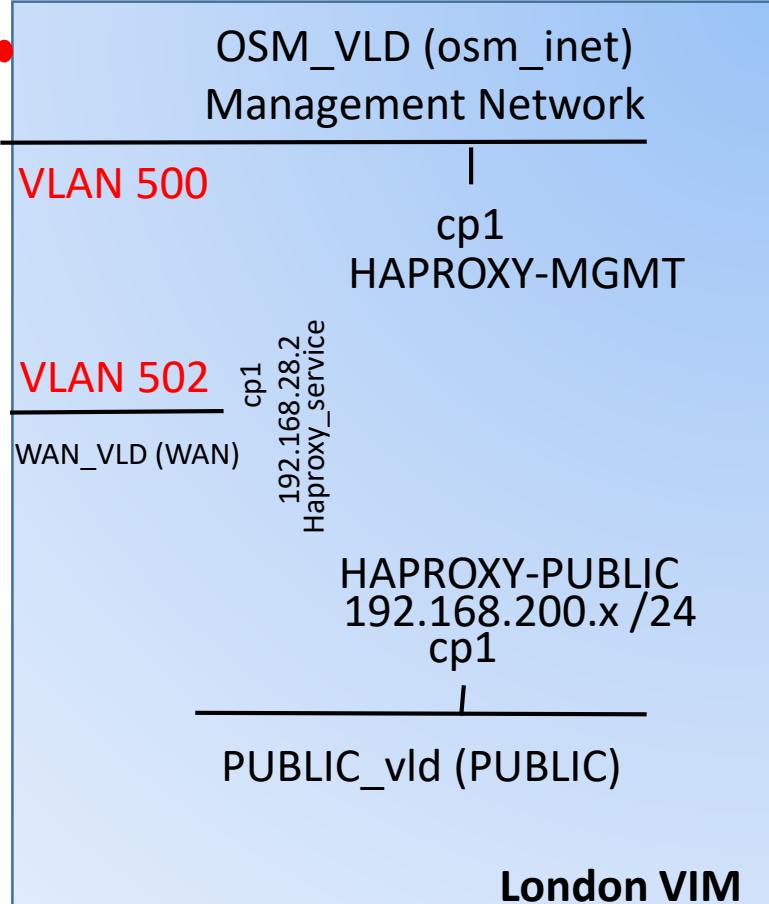 OSM_VLD (osm_inet)
Management Network
VLAN 500
cp1
HAPROXY-MGMT
VLAN 502
WAN_VLD (WAN)
cp1
192.168.28.2
Haproxy_service
HAPROXY-PUBLIC
192.168.200.x /24
cp1
PUBLIC_vld (PUBLIC)
London VIM